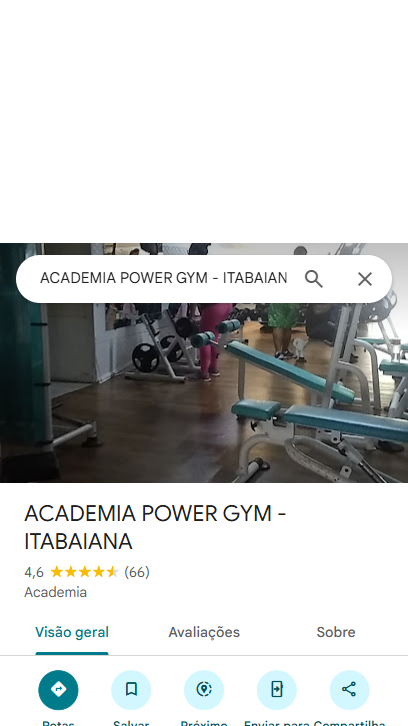 ACADEMIA POWER GYM - ITABAIAN
ACADEMIA POWER GYM -
ITABAIANA
4,6 (66)
Academia
Visão geral Avaliações Sobre
Rotas Salvar Próximo Enviar para Compartilha